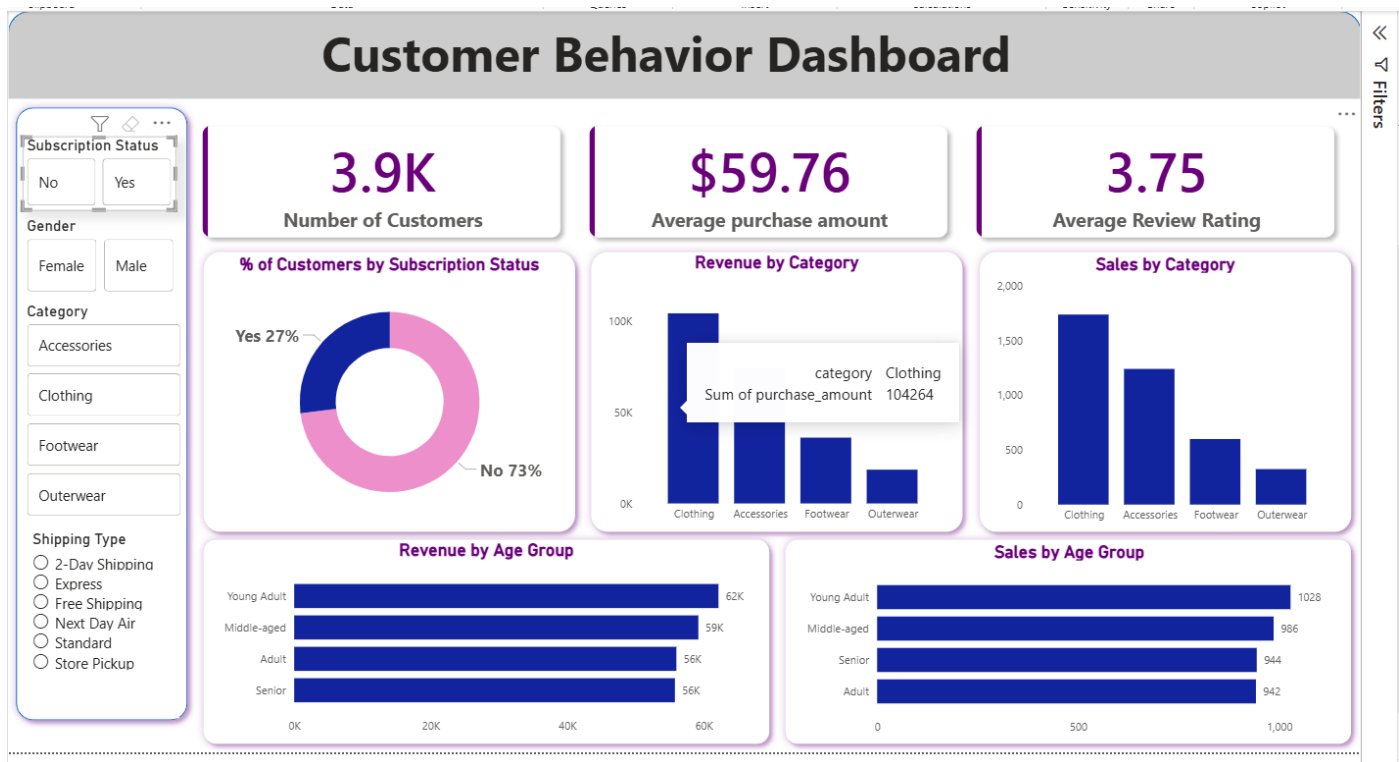 Customer Behavior Dashboard
Filters
Subscription Status
No Yes
Gender
Female Male
Category
Accessories
Clothing
Footwear
Outerwear
Shipping Type
2-Day Shipping
Express
Free Shipping
Next Day Air
Standard
Store Pickup
3.9K
Number of Customers
$59.76
Average purchase amount
3.75
Average Review Rating
% of Customers by Subscription Status
Yes 27%
No 73%
Revenue by Category
100K
50K
0K
category Clothing
Sum of purchase_amount 104264
Clothing Accessories Footwear Outerwear
Sales by Category
2,000
1,500
1,000
500
0
Clothing Accessories Footwear Outerwear
Revenue by Age Group
Young Adult 62K
Middle-aged 59K
Adult 56K
Senior 56K
0K 20K 40K 60K
Sales by Age Group
Young Adult 1028
Middle-aged 986
Senior 944
Adult 942
0 500 1,000